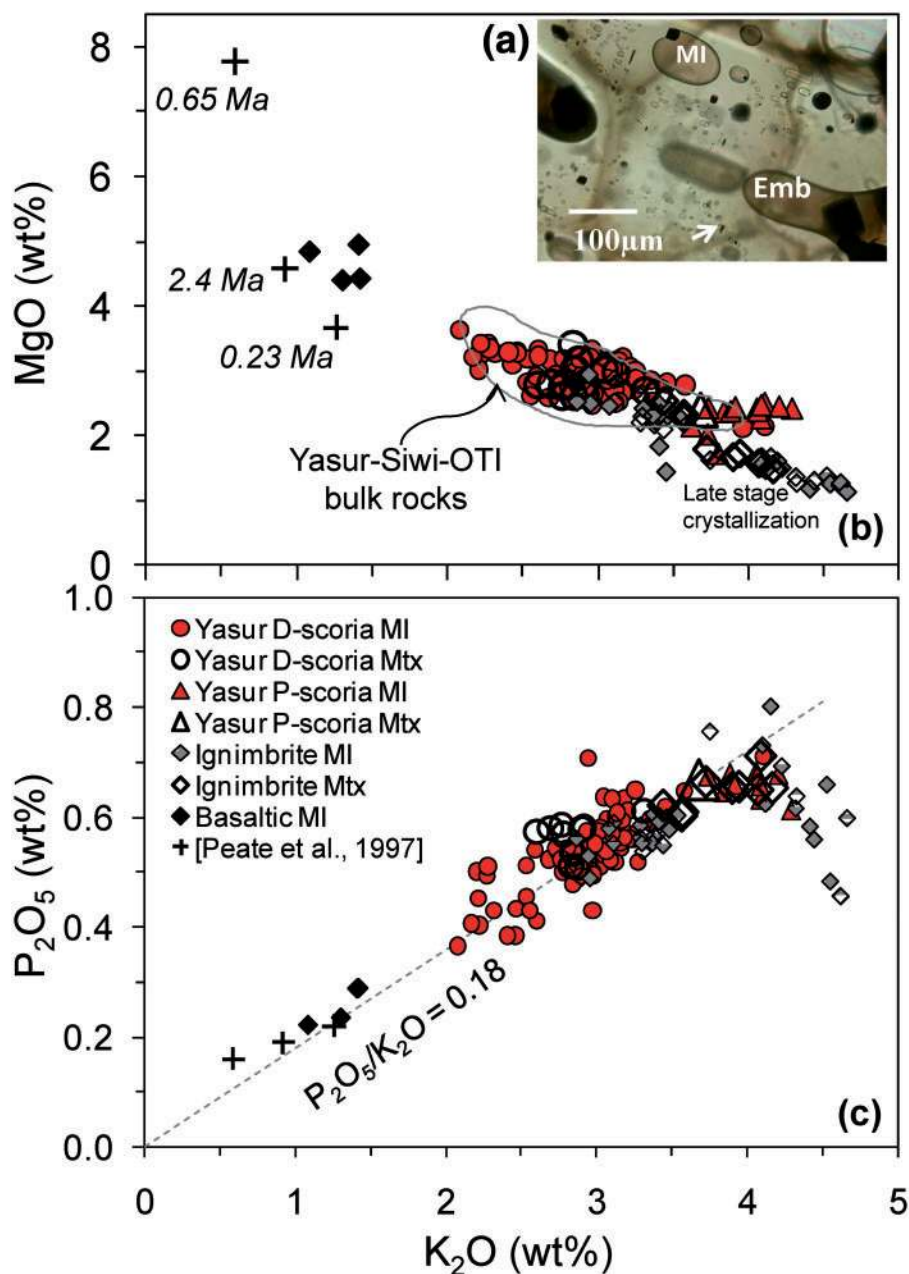 (a)
MI
Emb
100µm
8
6
4
2
0
MgO (wt%)
0.65 Ma
2.4 Ma
0.23 Ma
Yasur-Siwi-OTI
bulk rocks
Late stage
crystallization
(b)
1.0
0.8
0.6
0.4
0.2
0.0
P₂O₅ (wt%)
Yasur D-scoria MI
Yasur D-scoria Mtx
Yasur P-scoria MI
Yasur P-scoria Mtx
Ignimbrite MI
Ignimbrite Mtx
Basaltic MI
[Peate et al., 1997]
P₂O₅/K₂O = 0.18
(c)
0 1 2 3 4 5
K₂O (wt%)